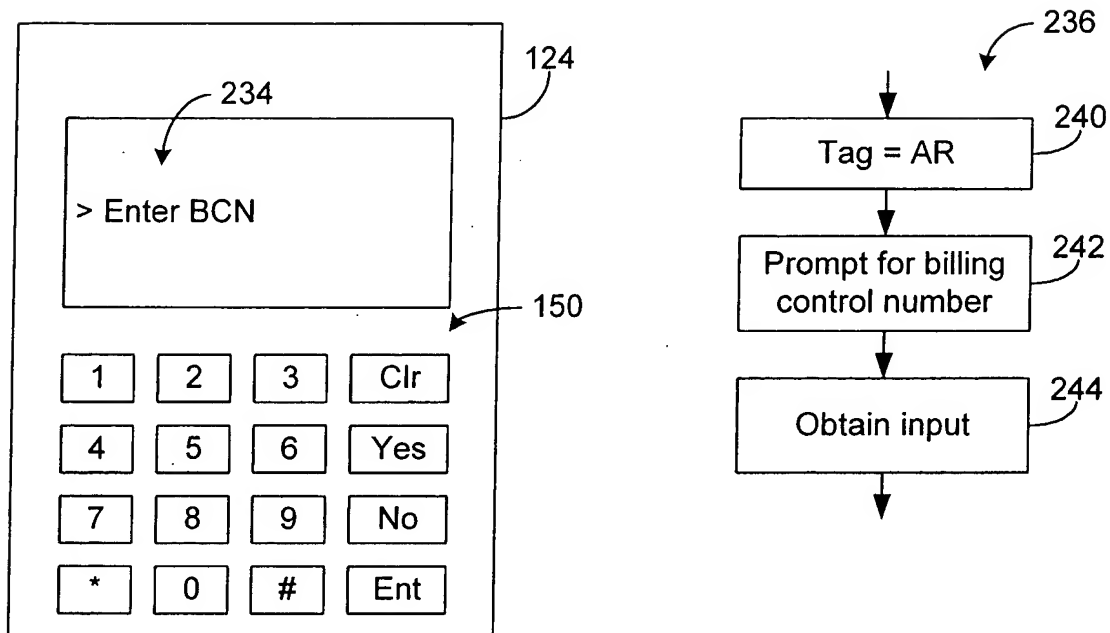 124
234
> Enter BCN
150
1 2 3 Clr
4 5 6 Yes
7 8 9 No
* 0 # Ent
236
240
Tag = AR
242
Prompt for billing
control number
244
Obtain input